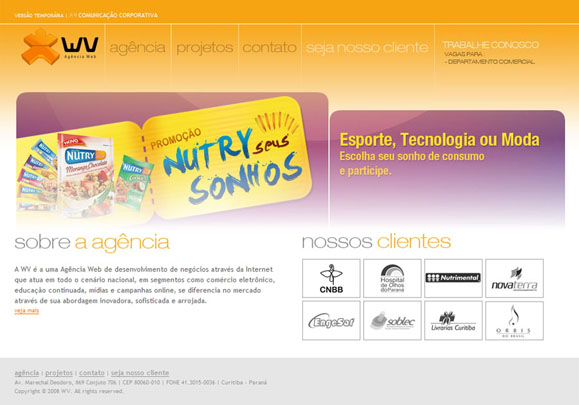 VERSÃO TEMPORÁRIA | WV COMUNICAÇÃO CORPORATIVA
WV
Agência Web
agência
projetos
contato
seja nosso cliente
TRABALHE CONOSCO
VAGAS PARA:
- DEPARTAMENTO COMERCIAL
PROMOÇÃO
NUTRY seus
SONHOS
NOVO
NUTRY
Morango e Chocolate
NUTRY
Esporte, Tecnologia ou Moda
Escolha seu sonho de consumo
e participe.
sobre a agência
A WV é a uma Agência Web de desenvolvimento de negócios através da Internet
que atua em todo o cenário nacional, em segmentos como comércio eletrônico,
educação continuada, mídias e campanhas online, se diferencia no mercado
através de sua abordagem inovadora, sofisticada e arrojada.
veja mais
nossos clientes
CNBB
Hospital
de Olhos
do Paraná
Nutrimental
novaterra
EngeSaf
soblec
Livrarias Curitiba
ORBIS
DO BRASIL
agência : projetos : contato : seja nosso cliente
Av. Marechal Deodoro, 869 Conjuto 706 | CEP 80060-010 | FONE 41.3015-0036 | Curitiba - Paraná
Copyright © 2008 WV. All rights reserved.